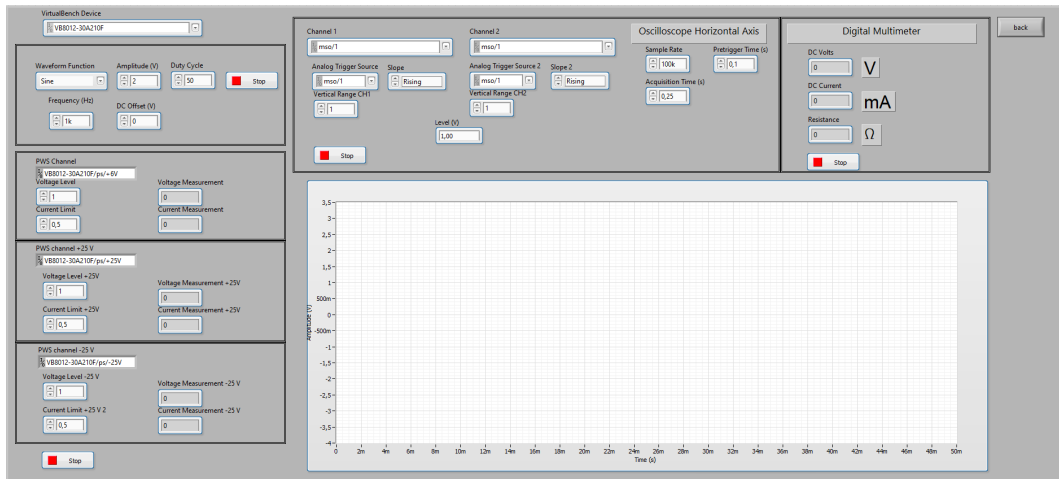 VirtualBench Device
VB8012-30A210F
Waveform Function
Amplitude (V)
Duty Cycle
Sine
2
50
Stop
Frequency (Hz)
DC Offset (V)
1k
0
PWS Channel
VB8012-30A210F/ps/+6V
Voltage Level
Voltage Measurement
1
0
Current Limit
Current Measurement
0,5
0
PWS channel +25 V
VB8012-30A210F/ps/+25V
Voltage Level +25V
Voltage Measurement +25V
1
0
Current Limit +25V
Current Measurement +25V
0,5
0
PWS channel -25 V
VB8012-30A210F/ps/-25V
Voltage Level -25 V
Voltage Measurement -25 V
1
0
Current Limit +25 V 2
Current Measurement -25 V
0,5
0
Stop
Channel 1
Channel 2
mso/1
mso/1
Analog Trigger Source
Slope
Analog Trigger Source 2
Slope 2
mso/1
Rising
mso/1
Rising
Vertical Range CH1
Vertical Range CH2
1
1
Level (V)
1,00
Stop
Oscilloscope Horizontal Axis
Sample Rate
Pretrigger Time (s)
100k
0,1
Acquisition Time (s)
0,25
Digital Multimeter
DC Volts
0
V
DC Current
0
mA
Resistance
0
Ω
Stop
back
3,5
3
2,5
2
1,5
1
500m
0
-500m
-1
-1,5
-2
-2,5
-3
-3,5
-4
Amplitude (V)
0 2m 4m 6m 8m 10m 12m 14m 16m 18m 20m 22m 24m 26m 28m 30m 32m 34m 36m 38m 40m 42m 44m 46m 48m 50m
Time (s)